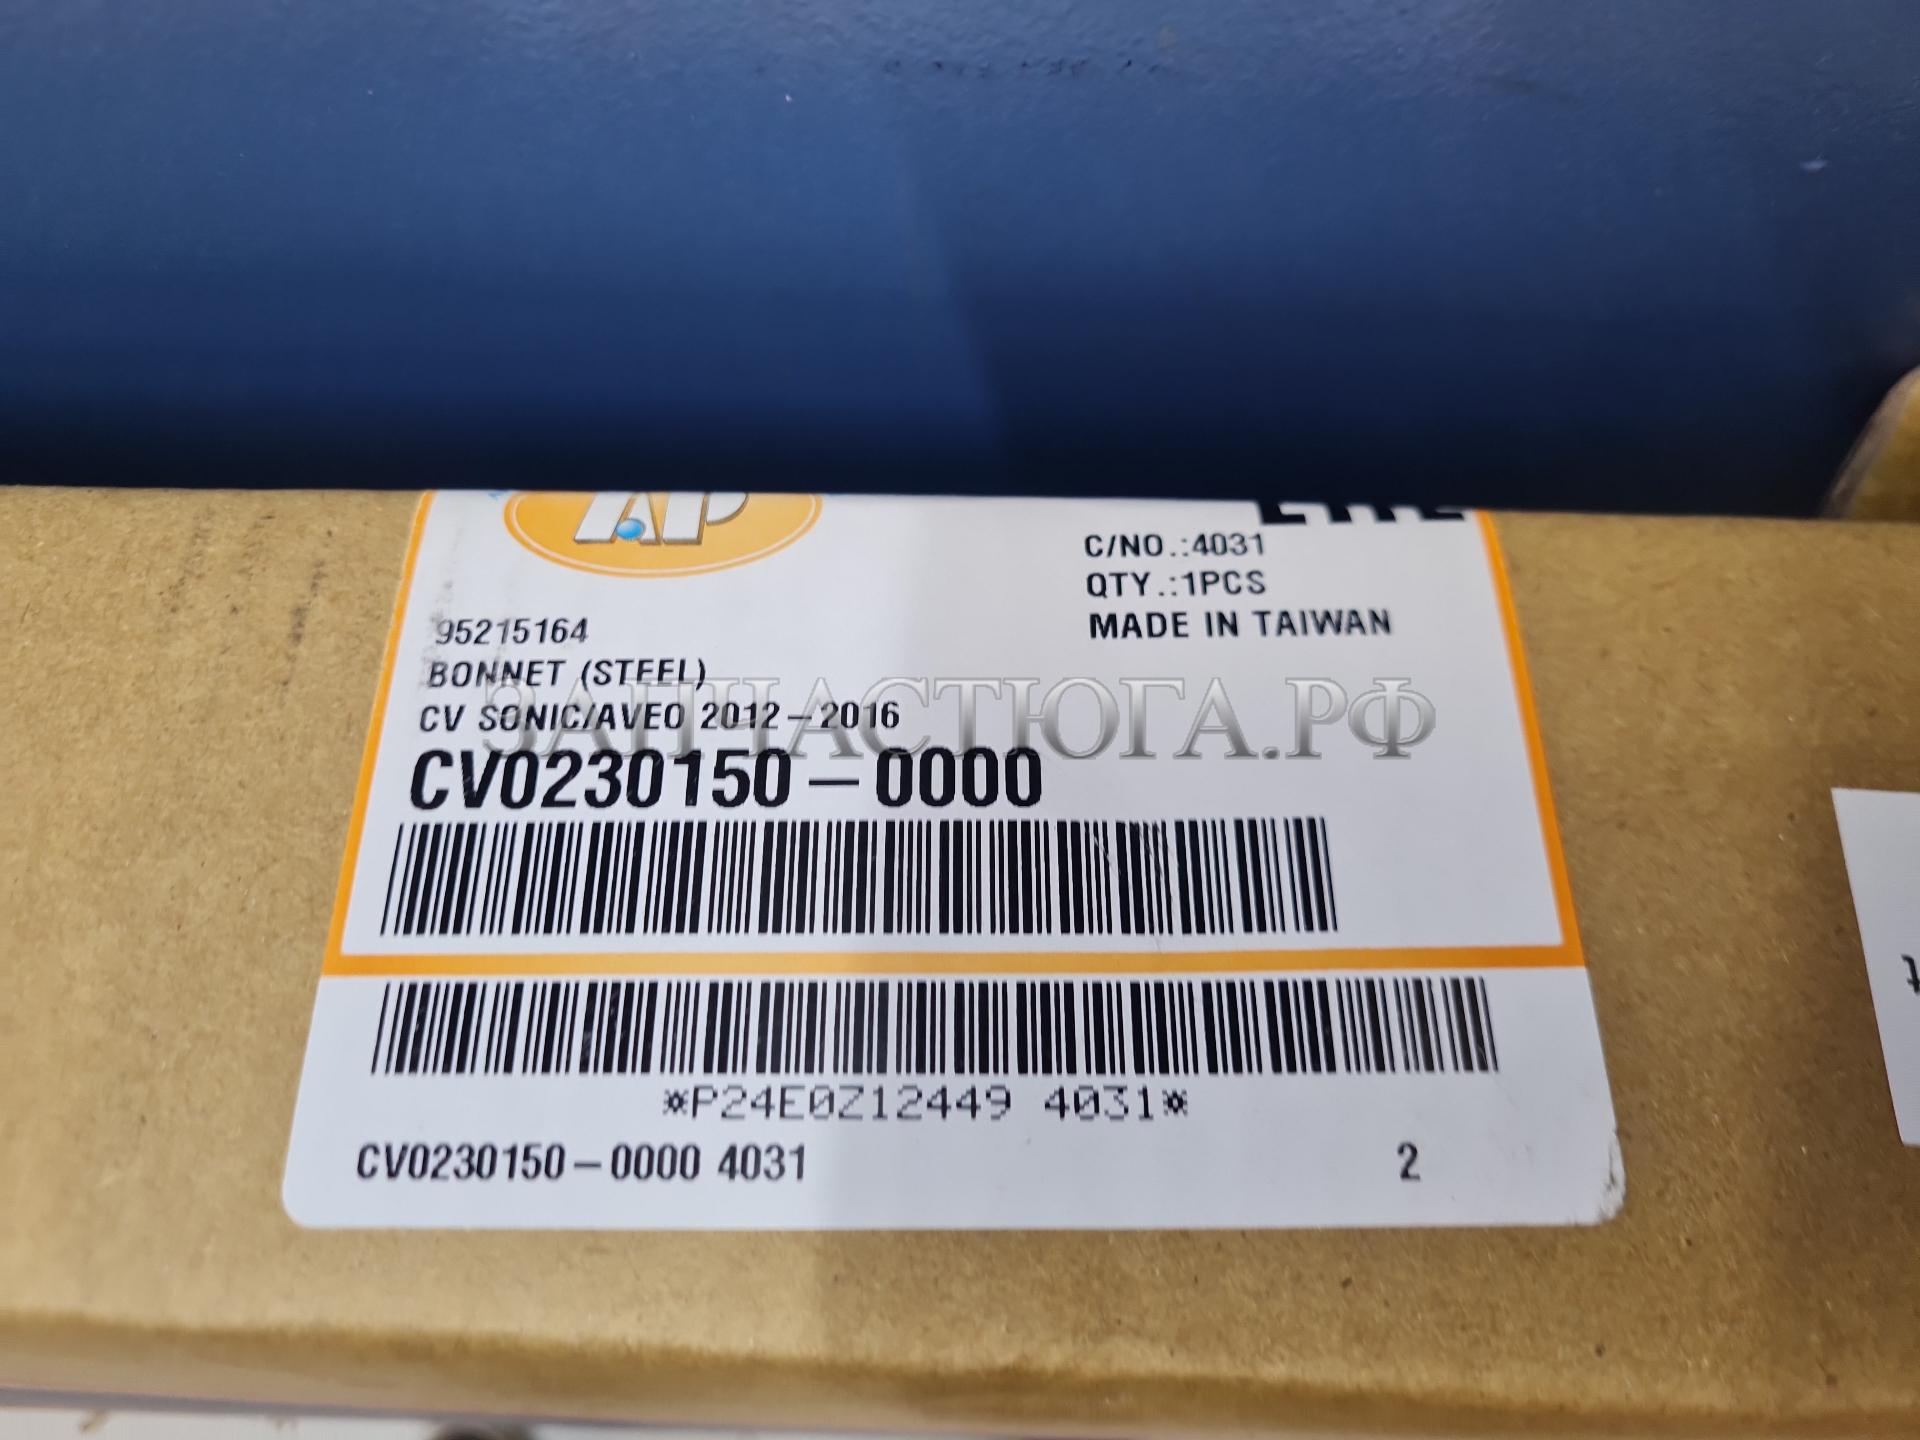 AP
C/NO.:4031
QTY.:1PCS
MADE IN TAIWAN
95215164
BONNET (STEEL)
CV SONIC/AVEO 2012-2016
ЗАПЧАСТЮГА.РФ
CV0230150-0000
*P24E0Z12449 4031*
CV0230150-0000 4031
2